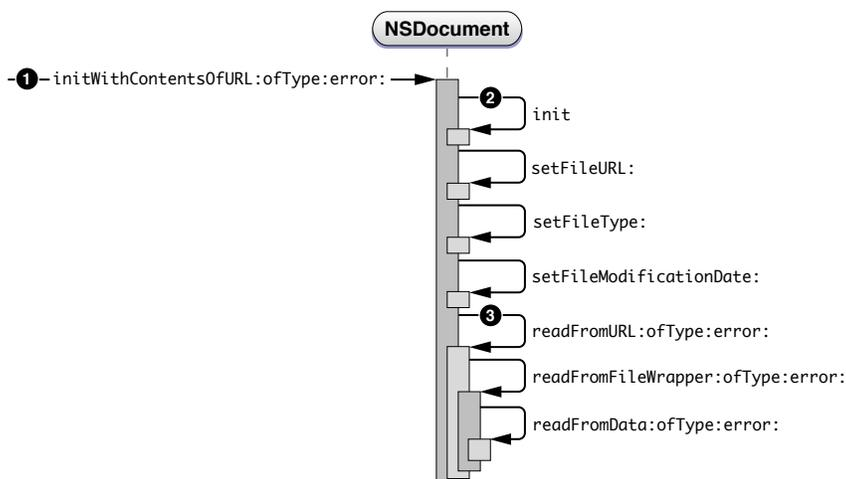 NSDocument
1 initWithContentsOfURL:ofType:error:
2
init
setFileURL:
setFileType:
setFileModificationDate:
3
readFromURL:ofType:error:
readFromFileWrapper:ofType:error:
readFromData:ofType:error: